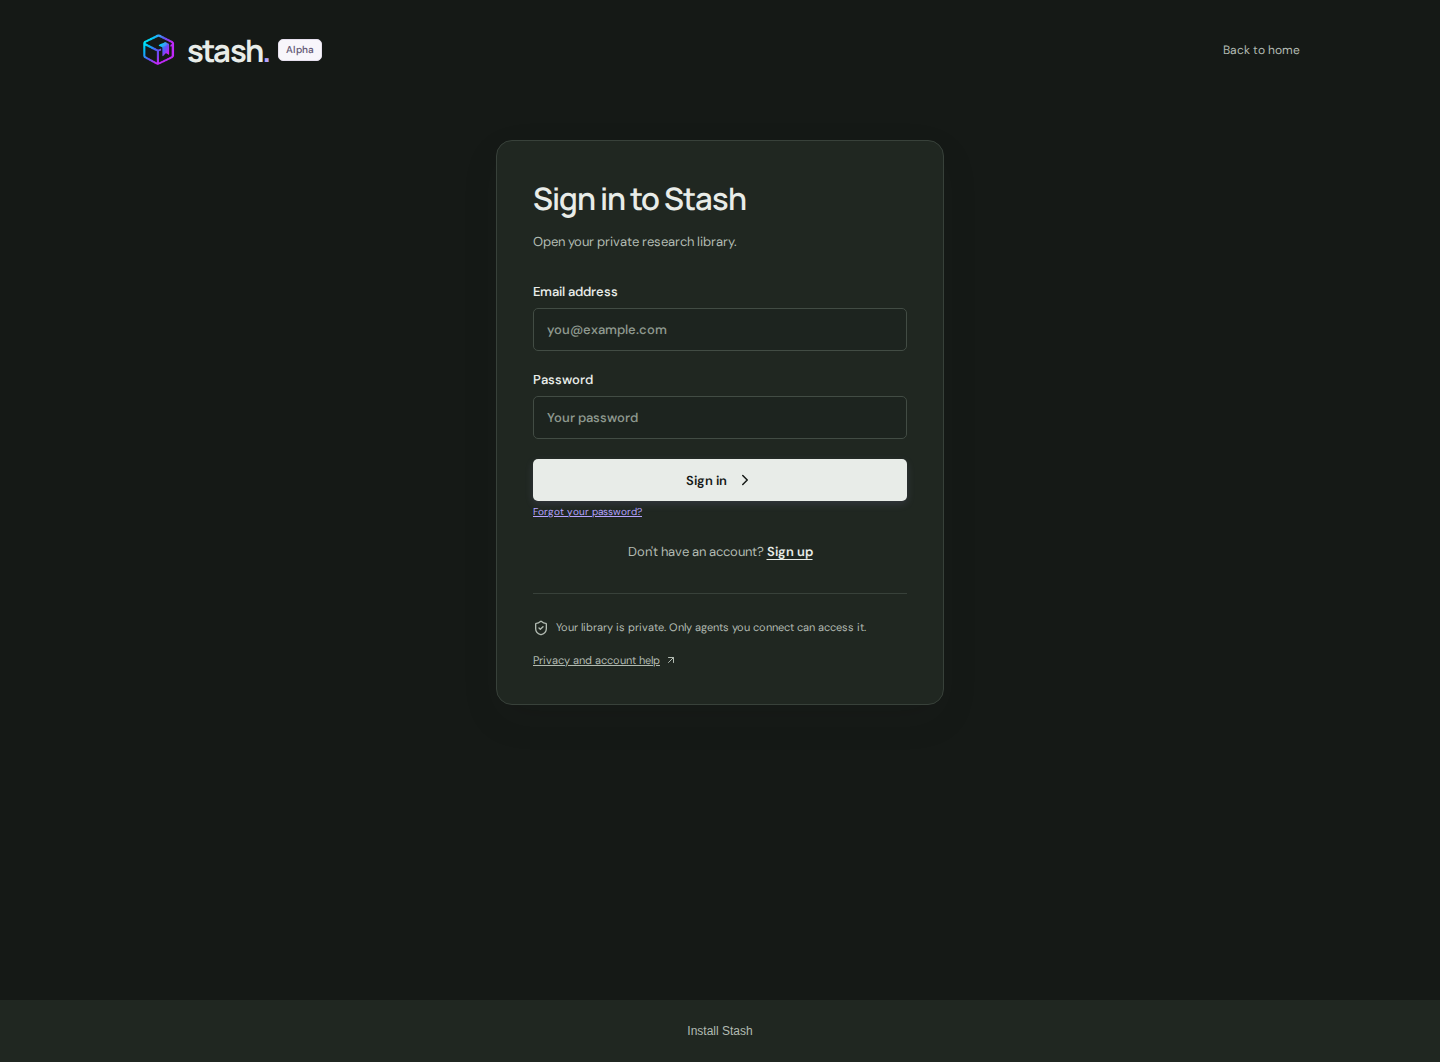 stash. Alpha
Back to home
Sign in to Stash
Open your private research library.
Email address
you@example.com
Password
Your password
Sign in
Forgot your password?
Don't have an account? Sign up
Your library is private. Only agents you connect can access it.
Privacy and account help
Install Stash